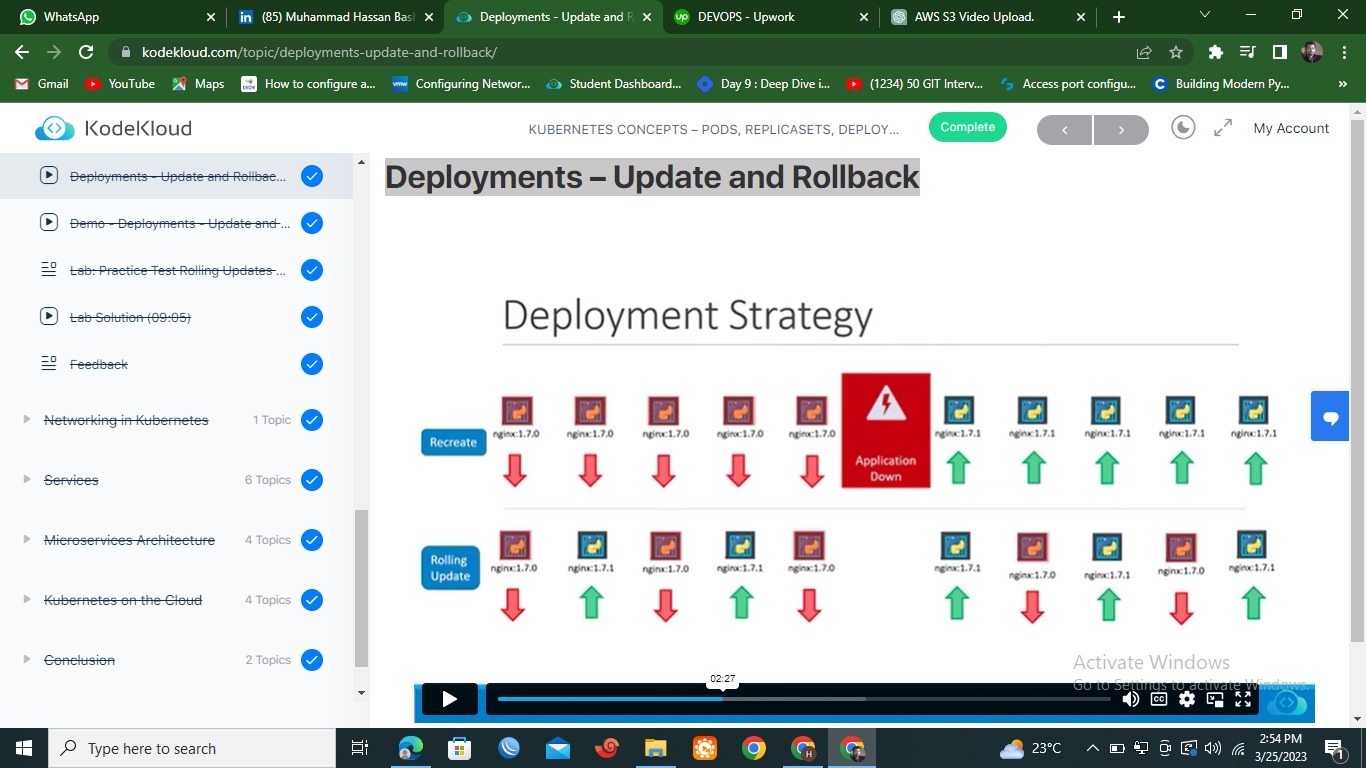 WhatsApp
(85) Muhammad Hassan Bas
Deployments - Update and R
DEVOPS - Upwork
AWS S3 Video Upload.
kodekloud.com/topic/deployments-update-and-rollback/
Gmail
YouTube
Maps
How to configure a...
Configuring Networ...
Student Dashboard...
Day 9 : Deep Dive i...
(1234) 50 GIT Interv...
Access port configu...
Building Modern Py...
»
KodeKloud
KUBERNETES CONCEPTS – PODS, REPLICASETS, DEPLOY...
Complete
My Account
Deployments - Update and Rollbac...
Demo - Deployments - Update and ...
Lab: Practice Test Rolling Updates ...
Lab Solution (09:05)
Feedback
Networking in Kubernetes 1 Topic
Services 6 Topics
Microservices Architecture 4 Topics
Kubernetes on the Cloud 4 Topics
Conclusion 2 Topics
Deployments – Update and Rollback
Deployment Strategy
Recreate
nginx:1.7.0 nginx:1.7.0 nginx:1.7.0 nginx:1.7.0 nginx:1.7.0
Application
Down
nginx:1.7.1 nginx:1.7.1 nginx:1.7.1 nginx:1.7.1 nginx:1.7.1
Rolling
Update
nginx:1.7.0 nginx:1.7.1 nginx:1.7.0 nginx:1.7.1 nginx:1.7.0
nginx:1.7.1 nginx:1.7.0 nginx:1.7.1 nginx:1.7.0 nginx:1.7.1
Activate Windows
Go to Settings to activate Windows.
02:27
CC
Type here to search
23°C
2:54 PM
3/25/2023
1